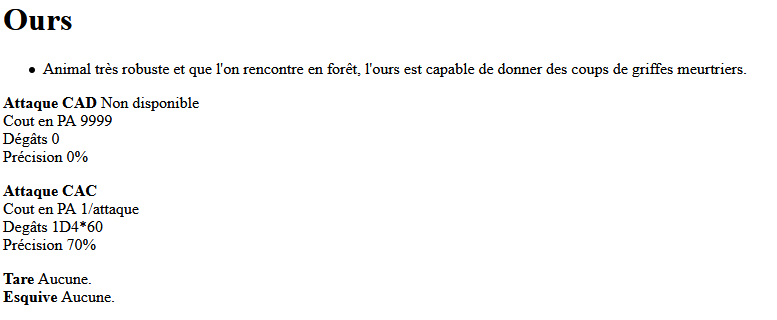 Ours
• Animal très robuste et que l'on rencontre en forêt, l'ours est capable de donner des coups de griffes meurtriers.
Attaque CAD Non disponible
Cout en PA 9999
Dégâts 0
Précision 0%
Attaque CAC
Cout en PA 1/attaque
Degâts 1D4*60
Précision 70%
Tare Aucune.
Esquive Aucune.